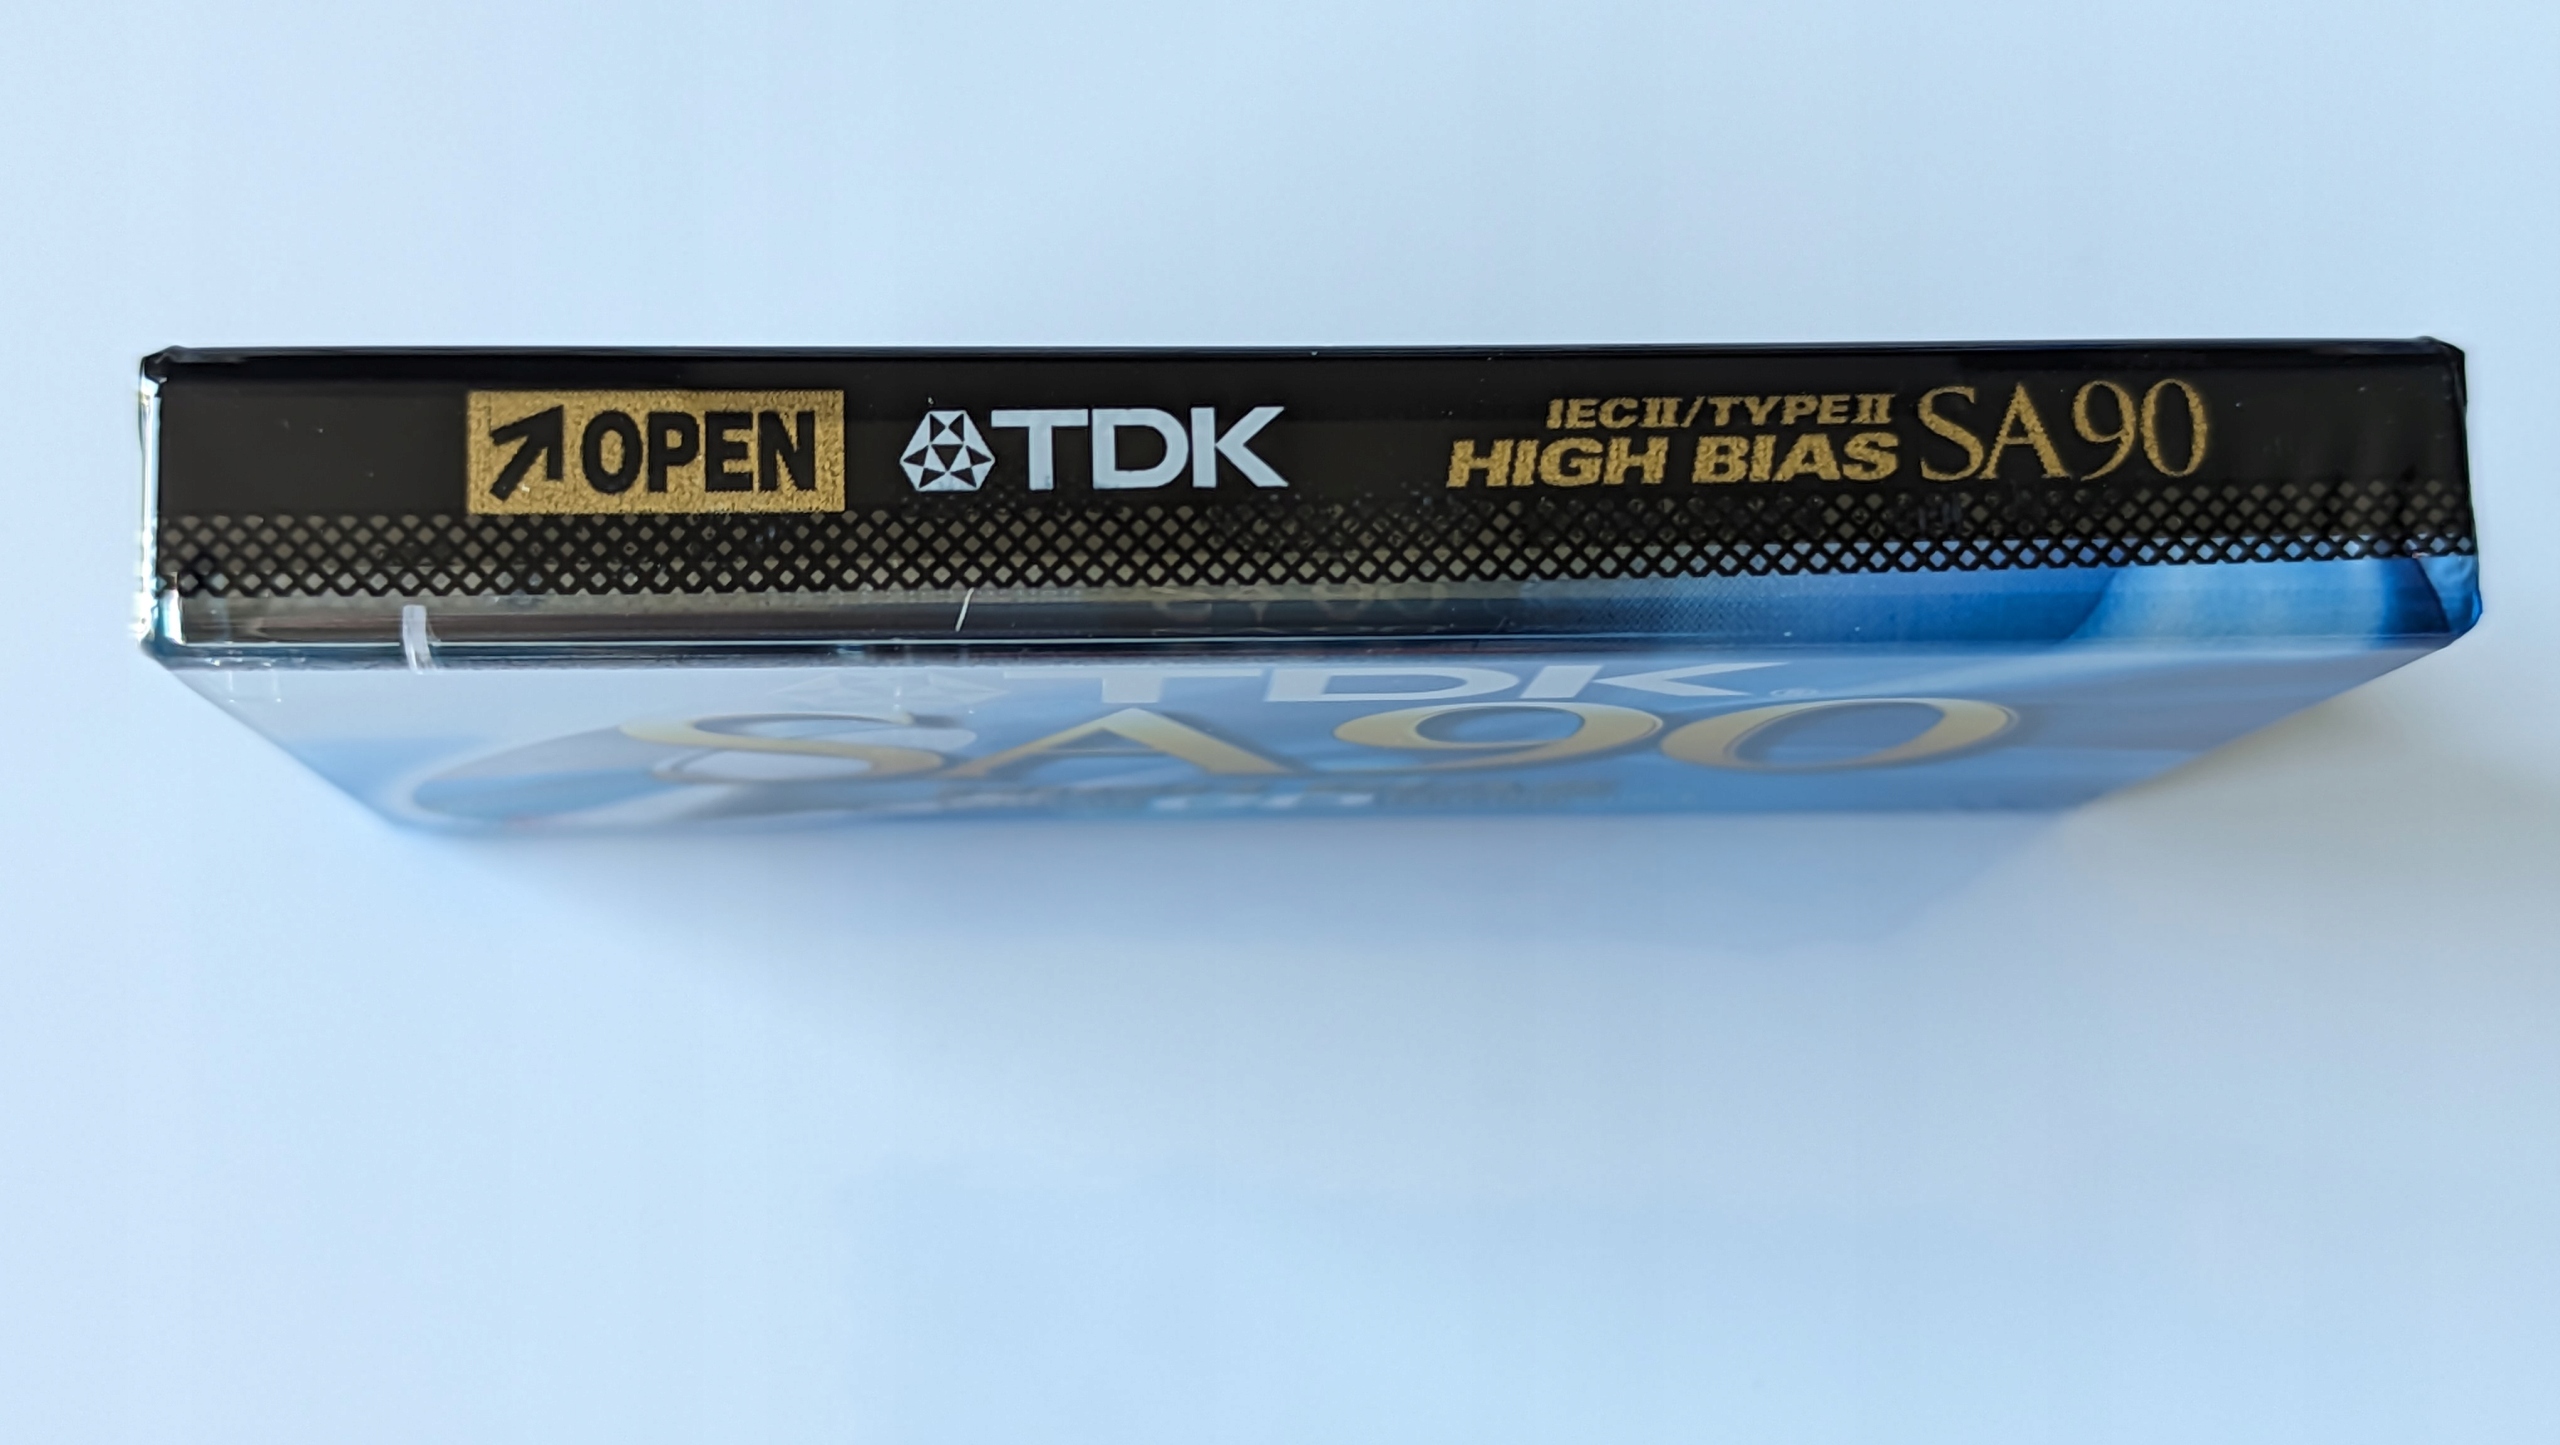 OPEN
TDK
IECII/TYPEII
HIGH BIAS SA90
TDK
SA90